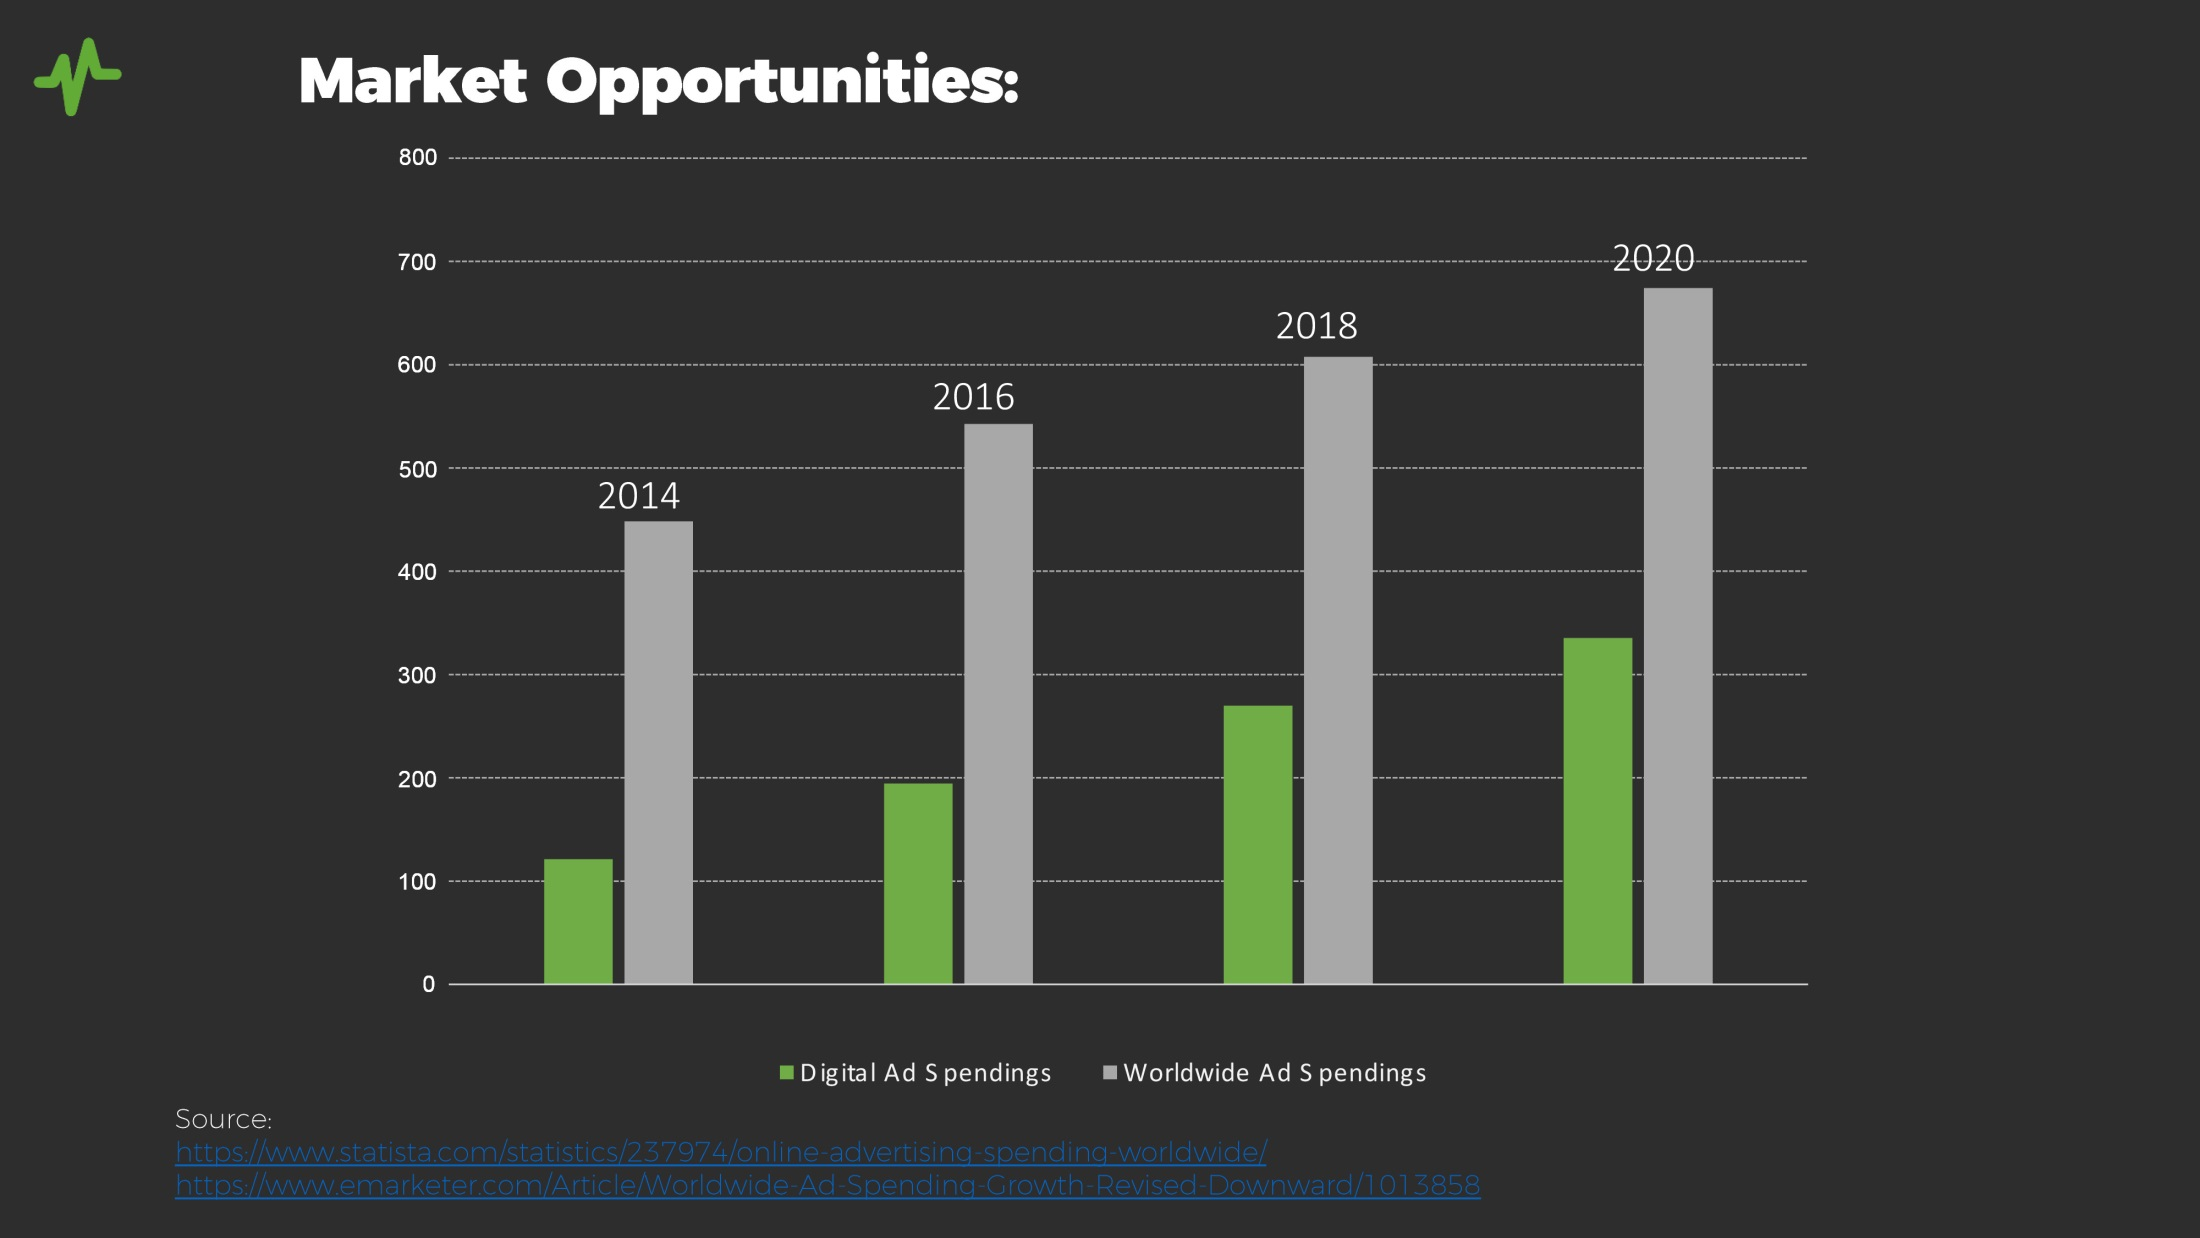 Market Opportunities:
800
700
600
500
400
300
200
100
0
2014
2016
2018
2020
Digital Ad Spendings
Worldwide Ad Spendings
Source:
https://www.statista.com/statistics/237974/online-advertising-spending-worldwide/
https://www.emarketer.com/Article/Worldwide-Ad-Spending-Growth-Revised-Downward/1013858